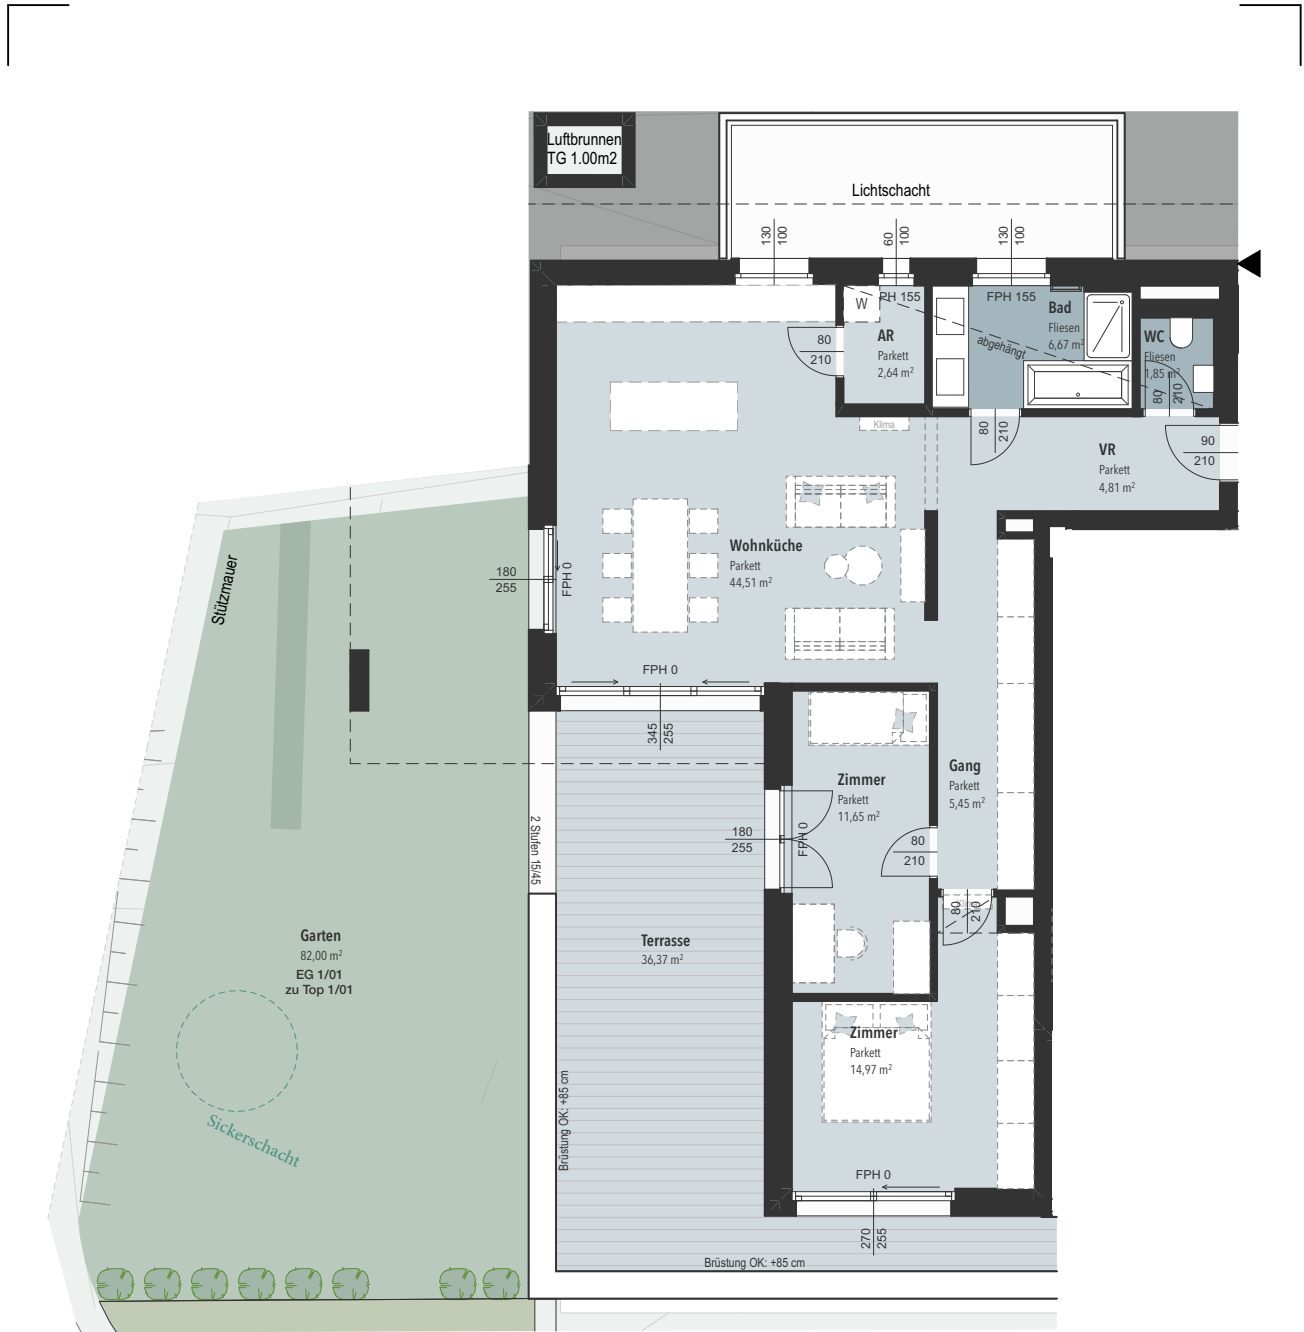 Luftbrunnen
TG 1.00m2
Lichtschacht
130
100
60
100
130
100
W
PH 155
FPH 155
Bad
Fliesen
6,67 m²
abgehängt
AR
Parkett
2,64 m²
WC
Fliesen
1,85 m²
80
210
80
210
80
210
90
210
Klima
VR
Parkett
4,81 m²
Stützmauer
180
255
FPH 0
Wohnküche
Parkett
44,51 m²
FPH 0
345
255
Zimmer
Parkett
11,65 m²
Gang
Parkett
5,45 m²
2 Stufen 15/45
180
255
FPH 0
80
210
80
210
Garten
82,00 m²
EG 1/01
zu Top 1/01
Terrasse
36,37 m²
Zimmer
Parkett
14,97 m²
Sickerschacht
Brüstung OK: +85 cm
FPH 0
270
255
Brüstung OK: +85 cm